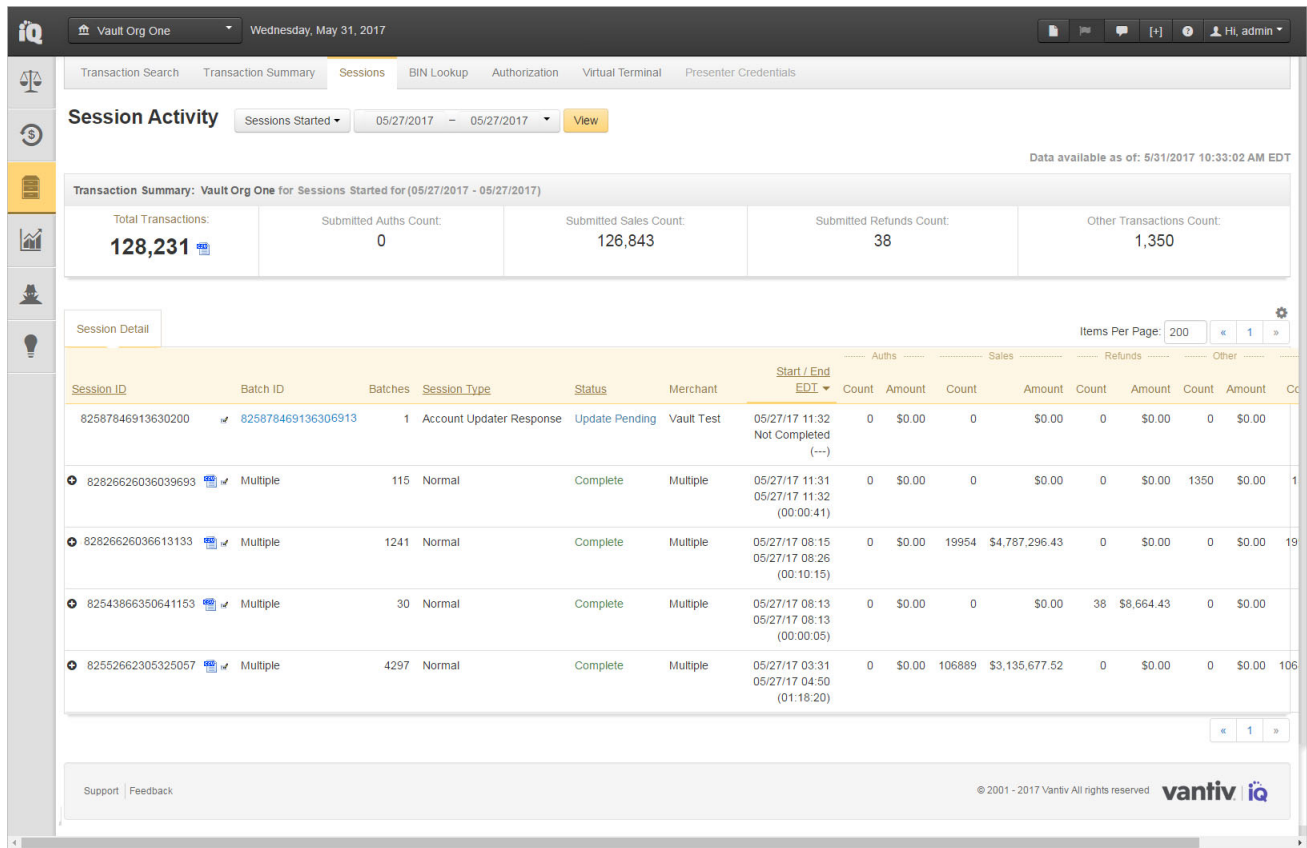 iQ
Vault Org One
Wednesday, May 31, 2017
[+]
?
Hi, admin
Transaction Search Transaction Summary Sessions BIN Lookup Authorization Virtual Terminal Presenter Credentials
Session Activity Sessions Started 05/27/2017 – 05/27/2017 View
Data available as of: 5/31/2017 10:33:02 AM EDT
Transaction Summary: Vault Org One for Sessions Started for (05/27/2017 - 05/27/2017)
Total Transactions: Submitted Auths Count: Submitted Sales Count: Submitted Refunds Count: Other Transactions Count:
128,231 0 126,843 38 1,350
Session Detail
Items Per Page: 200 « 1 »
Auths Sales Refunds Other
Start / End
Session ID Batch ID Batches Session Type Status Merchant EDT Count Amount Count Amount Count Amount Count Amount Co
82587846913630200 825878469136306913 1 Account Updater Response Update Pending Vault Test 05/27/17 11:32 0 $0.00 0 $0.00 0 $0.00 0 $0.00
Not Completed
(---)
82826626036039693 Multiple 115 Normal Complete Multiple 05/27/17 11:31 0 $0.00 0 $0.00 0 $0.00 1350 $0.00 1
05/27/17 11:32
(00:00:41)
82826626036613133 Multiple 1241 Normal Complete Multiple 05/27/17 08:15 0 $0.00 19954 $4,787,296.43 0 $0.00 0 $0.00 19
05/27/17 08:26
(00:10:15)
82543866350641153 Multiple 30 Normal Complete Multiple 05/27/17 08:13 0 $0.00 0 $0.00 38 $8,664.43 0 $0.00
05/27/17 08:13
(00:00:05)
82552662305325057 Multiple 4297 Normal Complete Multiple 05/27/17 03:31 0 $0.00 106889 $3,135,677.52 0 $0.00 0 $0.00 106
05/27/17 04:50
(01:18:20)
« 1 »
Support Feedback
© 2001 - 2017 Vantiv All rights reserved vantiv iQ